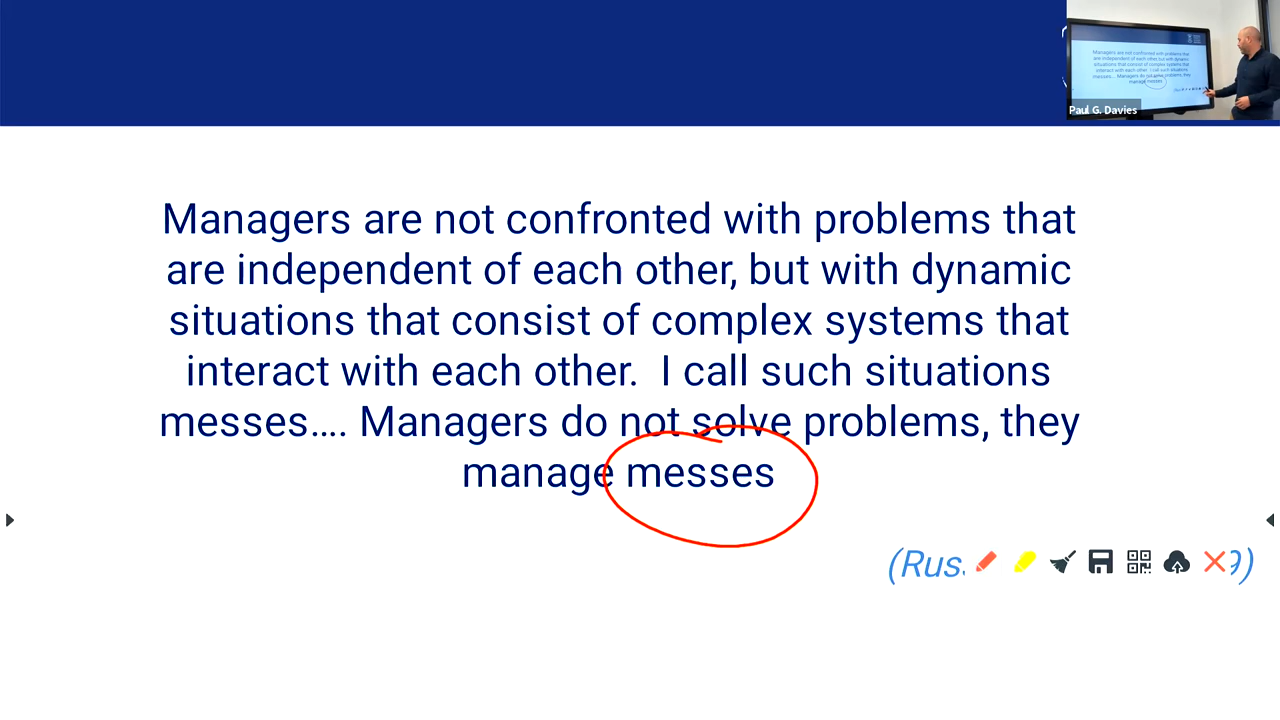 Paul G. Davies
Managers are not confronted with problems that
are independent of each other, but with dynamic
situations that consist of complex systems that
interact with each other.  I call such situations
messes.... Managers do not solve problems, they
manage messes